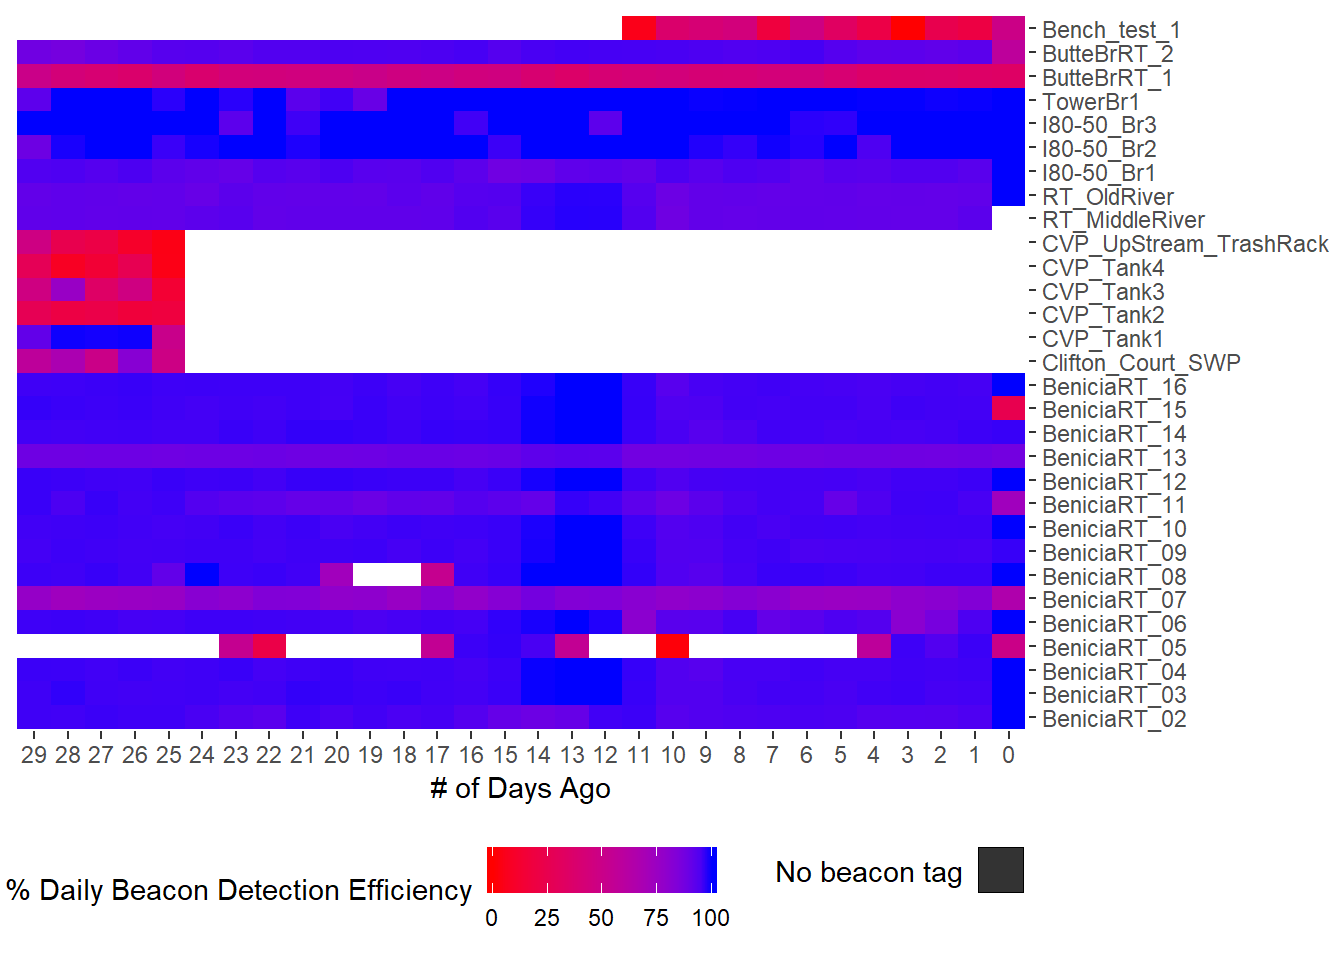 Bench_test_1
ButteBrRT_2
ButteBrRT_1
TowerBr1
I80-50_Br3
I80-50_Br2
I80-50_Br1
RT_OldRiver
RT_MiddleRiver
CVP_UpStream_TrashRack
CVP_Tank4
CVP_Tank3
CVP_Tank2
CVP_Tank1
Clifton_Court_SWP
BeniciaRT_16
BeniciaRT_15
BeniciaRT_14
BeniciaRT_13
BeniciaRT_12
BeniciaRT_11
BeniciaRT_10
BeniciaRT_09
BeniciaRT_08
BeniciaRT_07
BeniciaRT_06
BeniciaRT_05
BeniciaRT_04
BeniciaRT_03
BeniciaRT_02
29 28 27 26 25 24 23 22 21 20 19 18 17 16 15 14 13 12 11 10 9 8 7 6 5 4 3 2 1 0
# of Days Ago
% Daily Beacon Detection Efficiency
0 25 50 75 100
No beacon tag